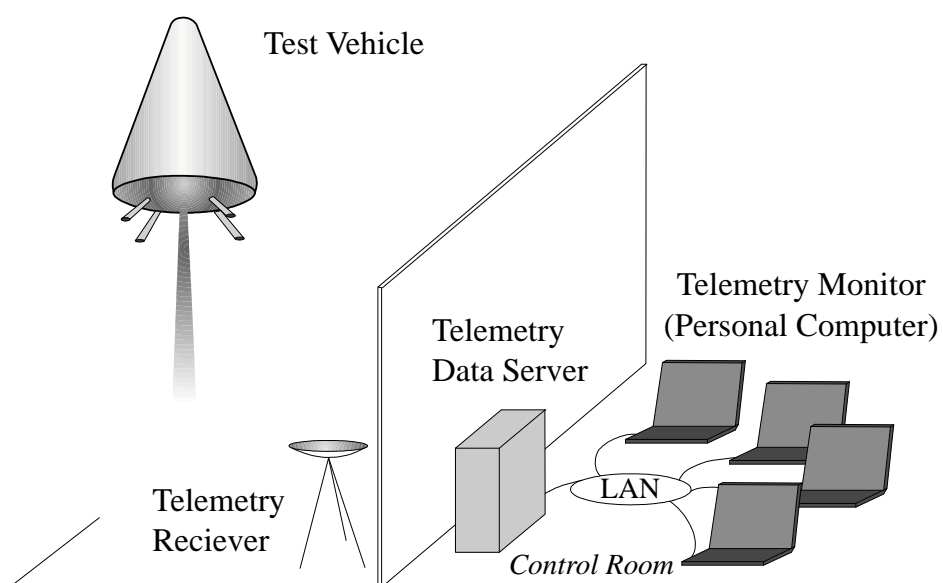 Test Vehicle
Telemetry Monitor
(Personal Computer)
Telemetry
Data Server
LAN
Telemetry
Reciever
Control Room